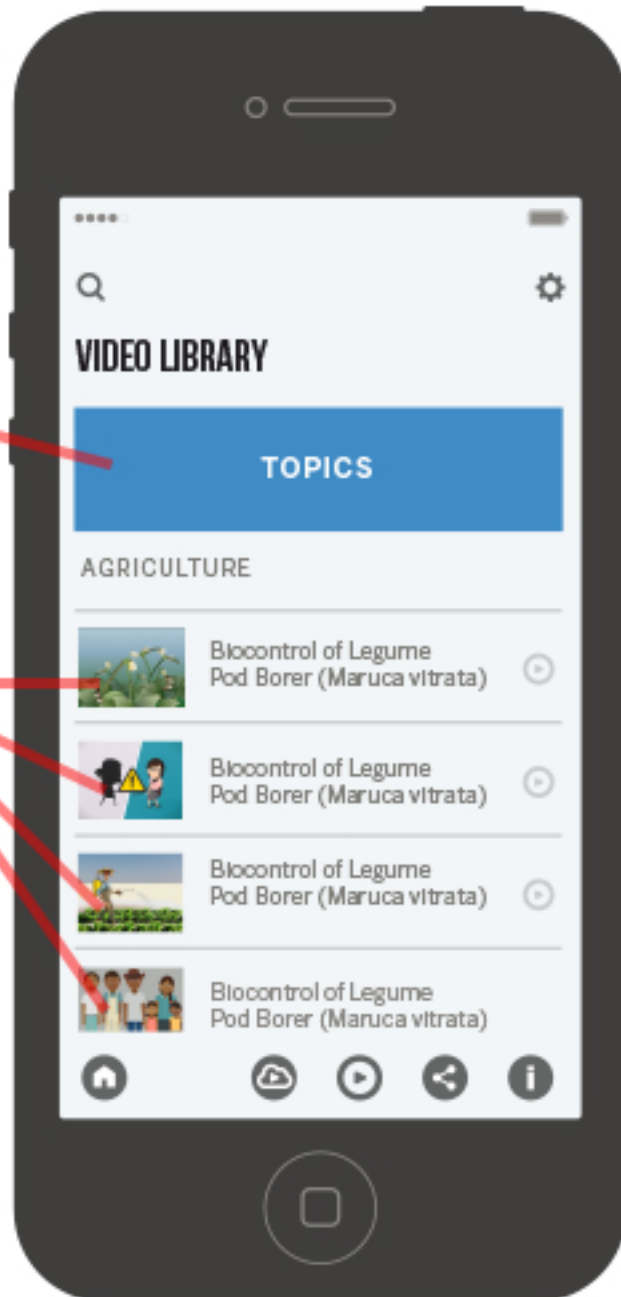 VIDEO LIBRARY
TOPICS
AGRICULTURE
Biocontrol of Legume
Pod Borer (Maruca vitrata)
Biocontrol of Legume
Pod Borer (Maruca vitrata)
Biocontrol of Legume
Pod Borer (Maruca vitrata)
Biocontrol of Legume
Pod Borer (Maruca vitrata)